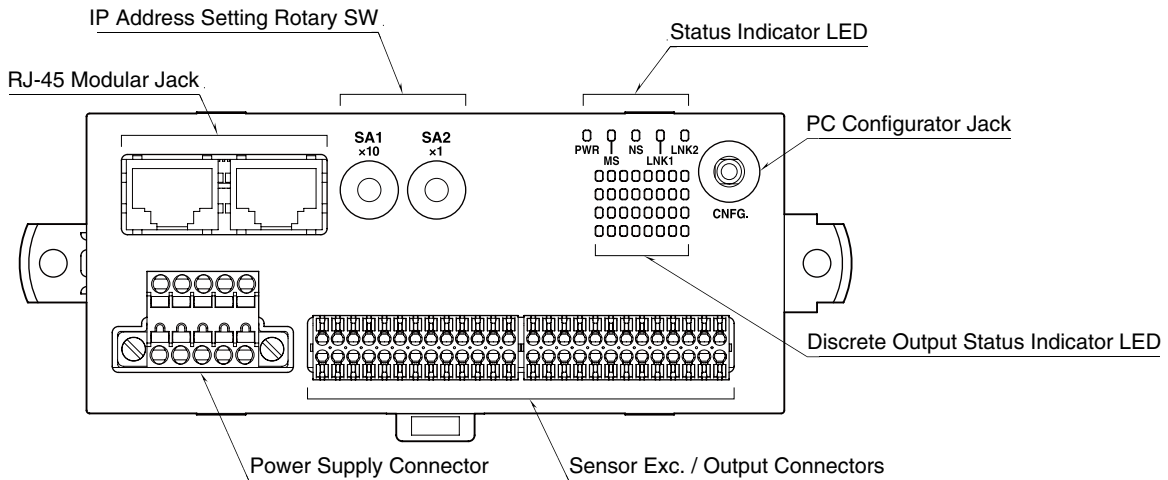 IP Address Setting Rotary SW
Status Indicator LED
RJ-45 Modular Jack
PC Configurator Jack
SA1
×10
SA2
×1
PWR
MS
NS
LNK1
LNK2
CNFG.
Discrete Output Status Indicator LED
Power Supply Connector
Sensor Exc. / Output Connectors